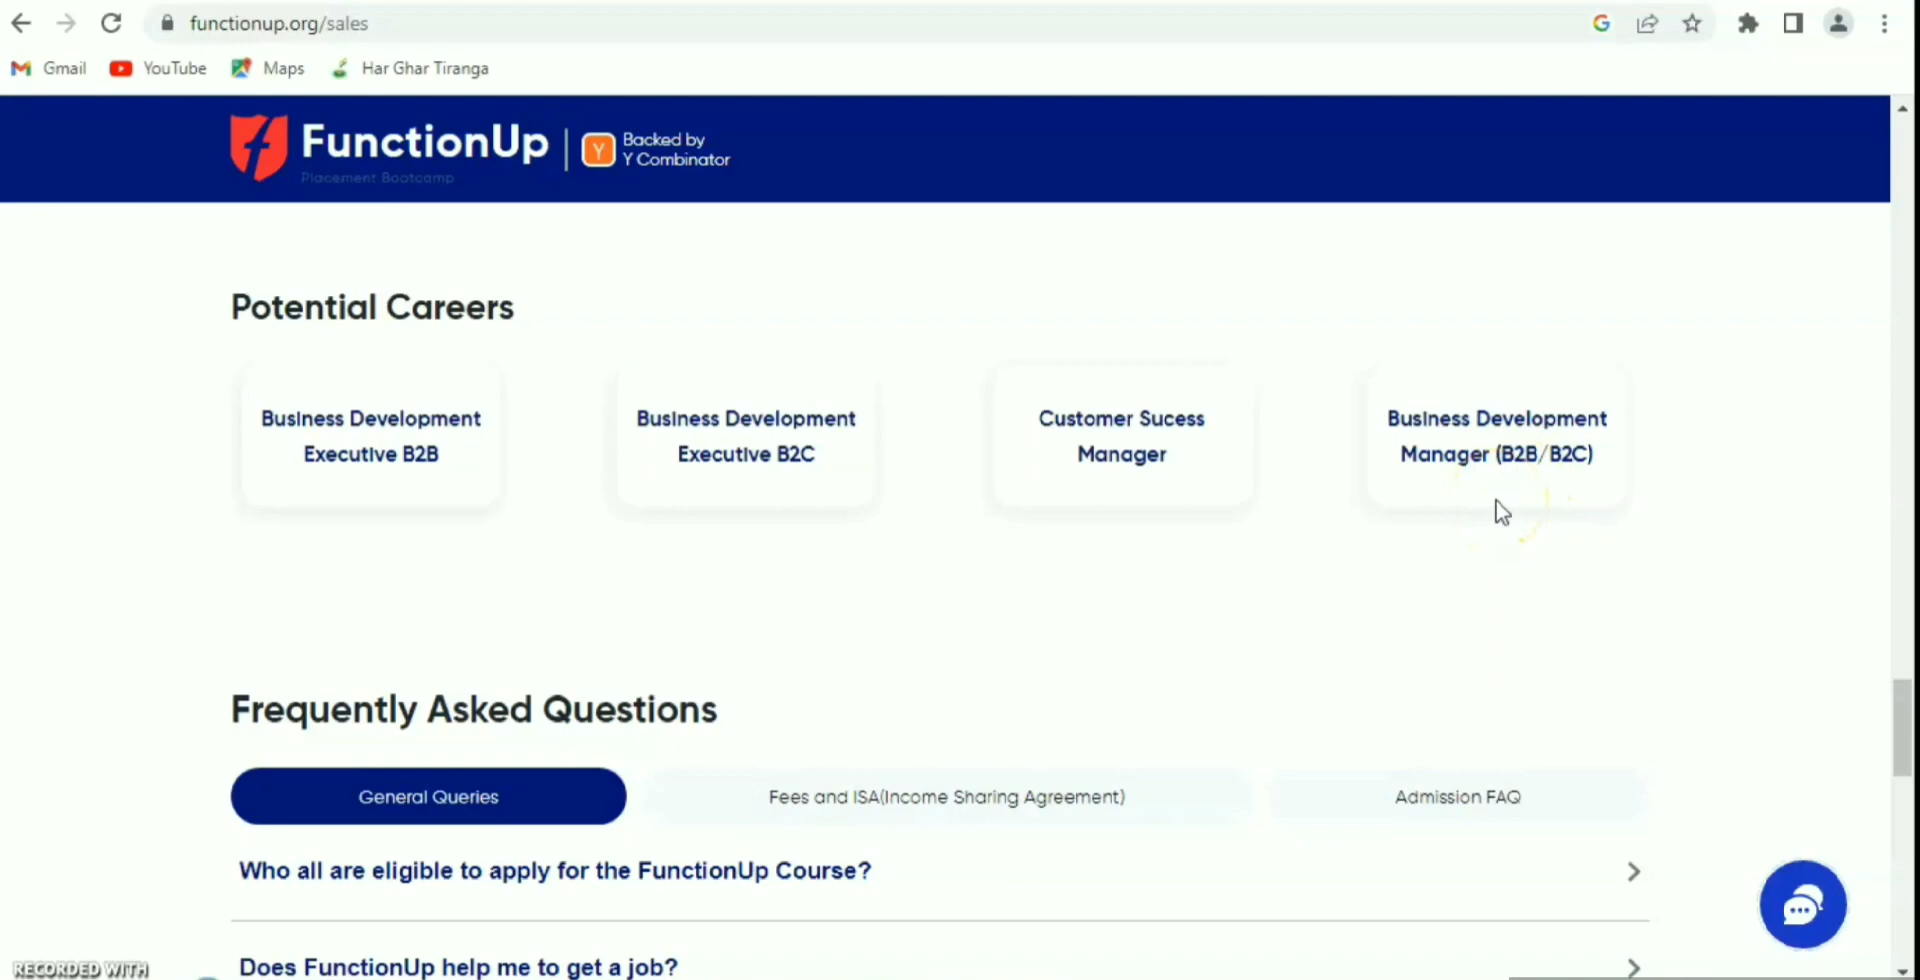 functionup.org/sales
Gmail YouTube Maps Har Ghar Tiranga
FunctionUp
Placement Bootcamp
Y
Backed by
Y Combinator
Potential Careers
Business Development
Executive B2B
Business Development
Executive B2C
Customer Sucess
Manager
Business Development
Manager (B2B/B2C)
Frequently Asked Questions
General Queries
Fees and ISA(Income Sharing Agreement)
Admission FAQ
Who all are eligible to apply for the FunctionUp Course?
Does FunctionUp help me to get a job?
RECORDED WITH